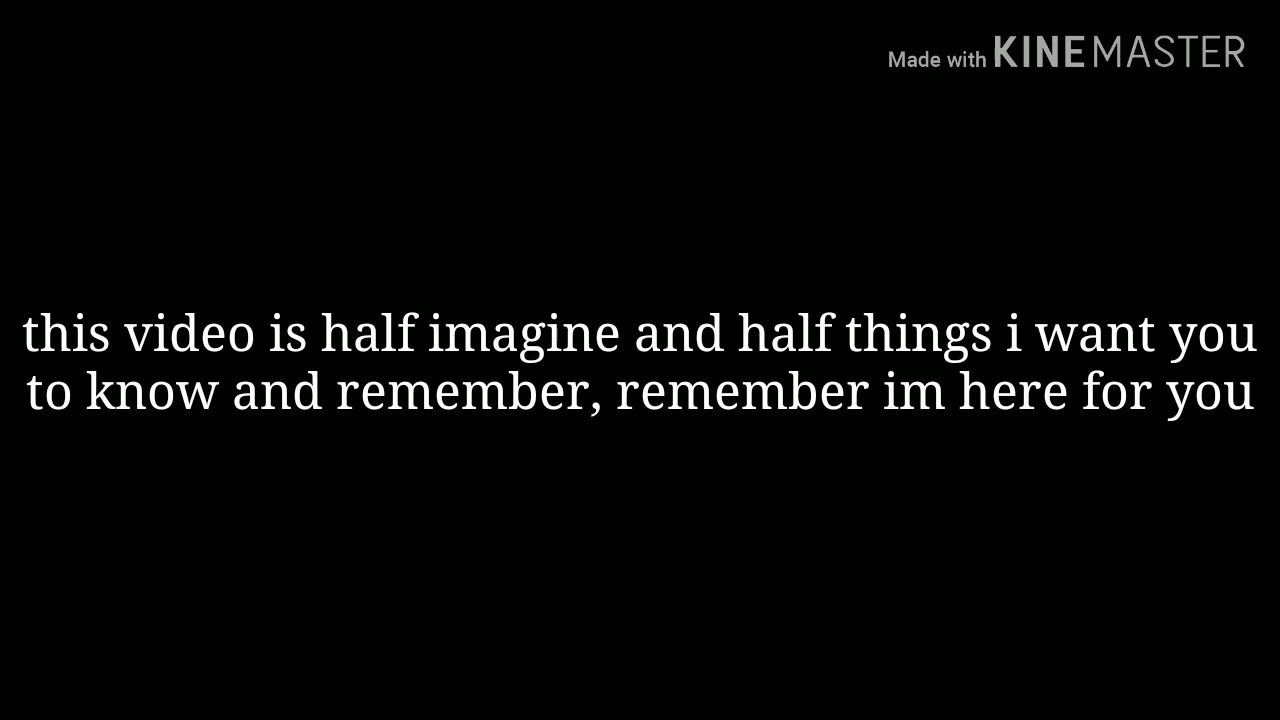 Made with KINEMASTER
this video is half imagine and half things i want you
to know and remember, remember im here for you